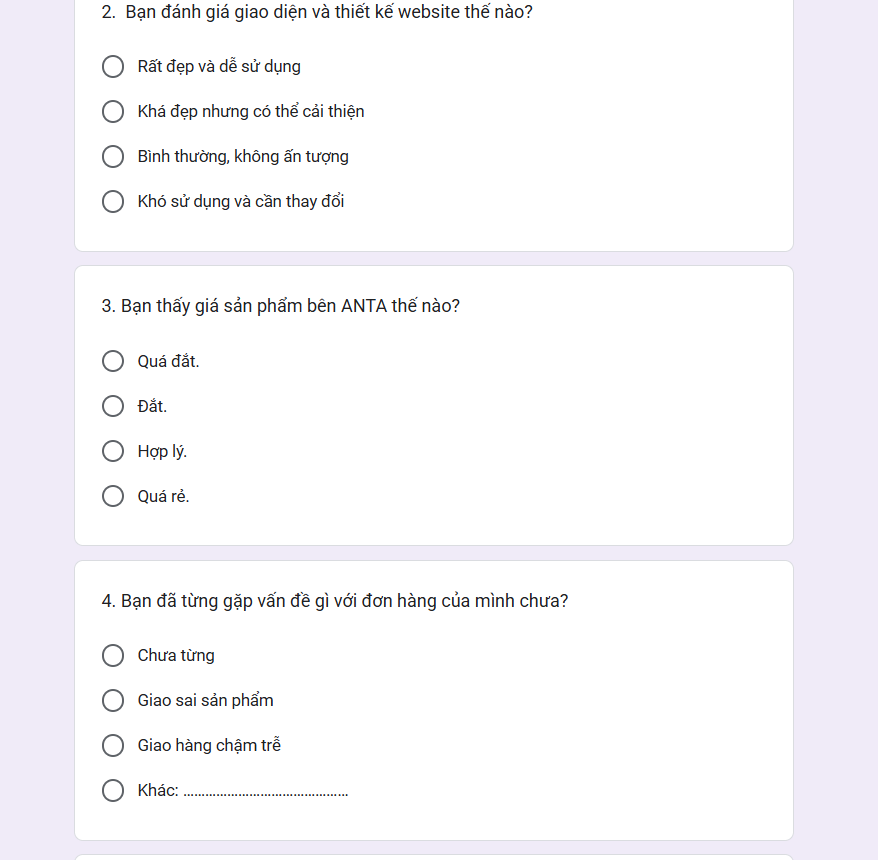 2. Bạn đánh giá giao diện và thiết kế website thế nào?
Rất đẹp và dễ sử dụng
Khá đẹp nhưng có thể cải thiện
Bình thường, không ấn tượng
Khó sử dụng và cần thay đổi
3. Bạn thấy giá sản phẩm bên ANTA thế nào?
Quá đắt.
Đắt.
Hợp lý.
Quá rẻ.
4. Bạn đã từng gặp vấn đề gì với đơn hàng của mình chưa?
Chưa từng
Giao sai sản phẩm
Giao hàng chậm trễ
Khác: .............................................